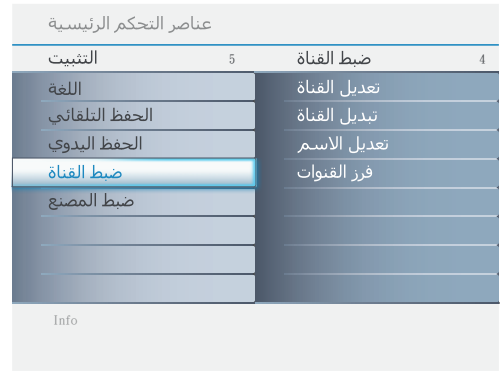 عناصر التحكم الرئيسية
التثبيت 5
اللغة
الحفظ التلقائي
الحفظ اليدوي
ضبط القناة
ضبط المصنع
ضبط القناة 4
تعديل القناة
تبديل القناة
تعديل الاسم
فرز القنوات
Info